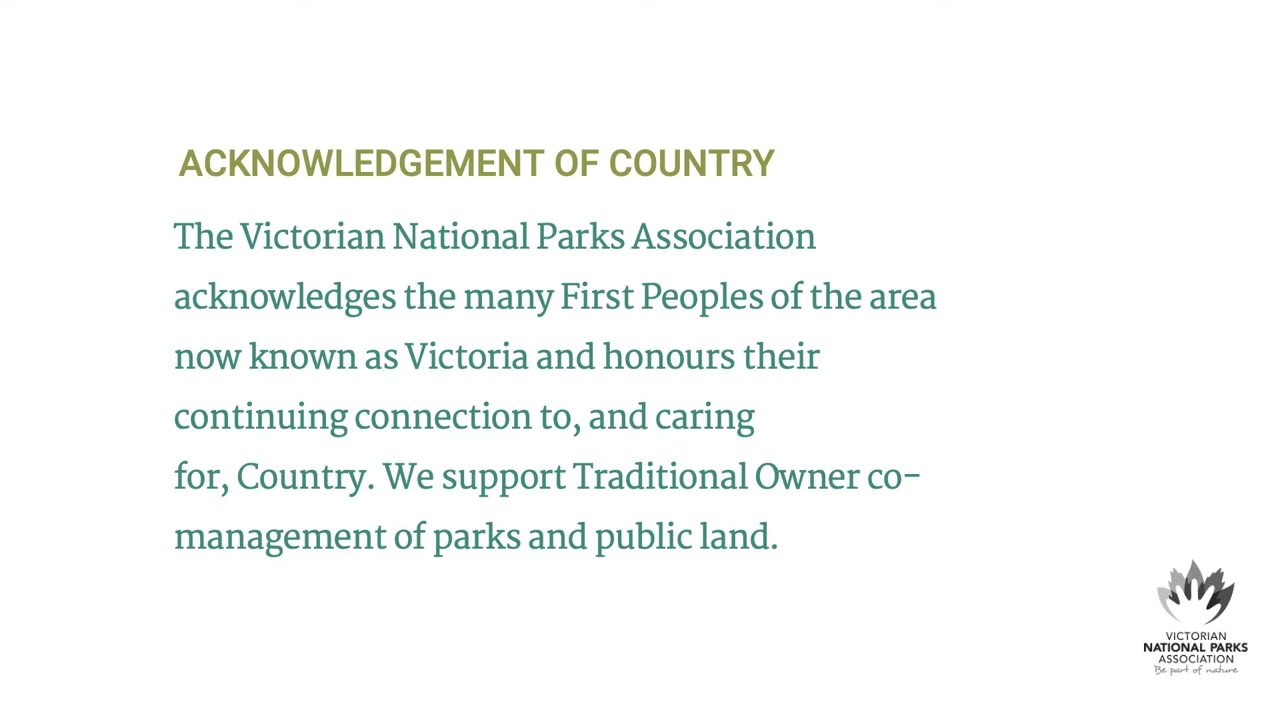 ACKNOWLEDGEMENT OF COUNTRY
The Victorian National Parks Association
acknowledges the many First Peoples of the area
now known as Victoria and honours their
continuing connection to, and caring
for, Country. We support Traditional Owner co-
management of parks and public land.
VICTORIAN
NATIONAL PARKS
ASSOCIATION
Be part of nature